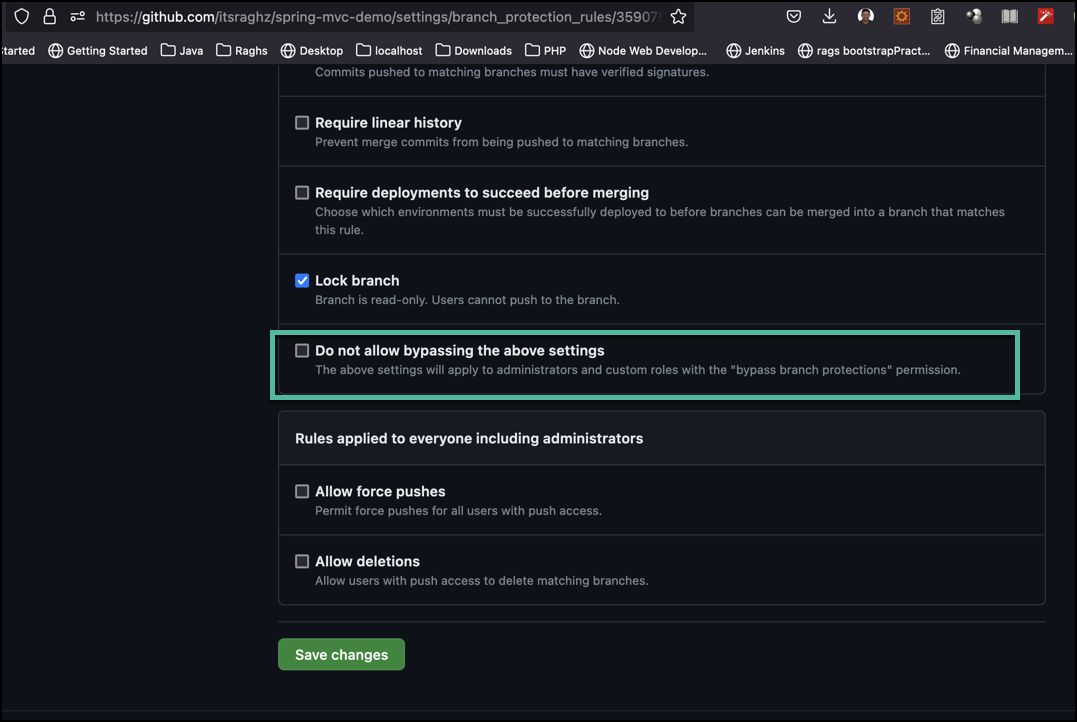 https://github.com/itsraghz/spring-mvc-demo/settings/branch_protection_rules/35907
tarted Getting Started Java Raghs Desktop localhost Downloads PHP Node Web Develop... Jenkins rags bootstrapPract... Financial Managem...
Commits pushed to matching branches must have verified signatures.
Require linear history
Prevent merge commits from being pushed to matching branches.
Require deployments to succeed before merging
Choose which environments must be successfully deployed to before branches can be merged into a branch that matches
this rule.
Lock branch
Branch is read-only. Users cannot push to the branch.
Do not allow bypassing the above settings
The above settings will apply to administrators and custom roles with the "bypass branch protections" permission.
Rules applied to everyone including administrators
Allow force pushes
Permit force pushes for all users with push access.
Allow deletions
Allow users with push access to delete matching branches.
Save changes